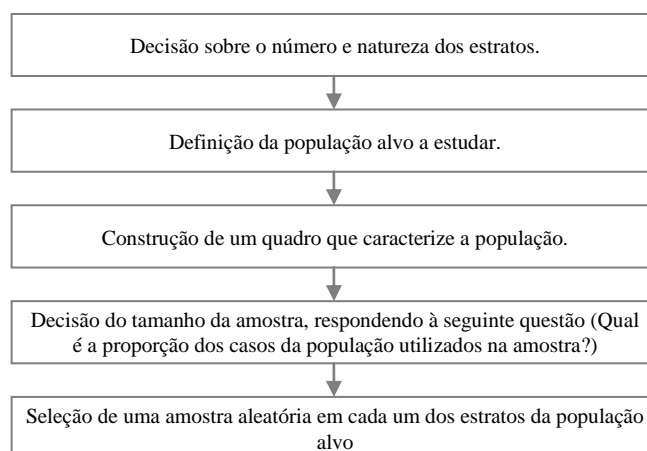 Decisão sobre o número e natureza dos estratos.
Definição da população alvo a estudar.
Construção de um quadro que caracterize a população.
Decisão do tamanho da amostra, respondendo à seguinte questão (Qual
é a proporção dos casos da população utilizados na amostra?)
Seleção de uma amostra aleatória em cada um dos estratos da população
alvo